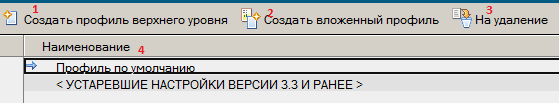 1 Создать профиль верхнего уровня 2 Создать вложенный профиль 3 На удаление
Наименование 4
Профиль по умолчанию
< УСТАРЕВШИЕ НАСТРОЙКИ ВЕРСИИ 3.3 И РАНЕЕ >